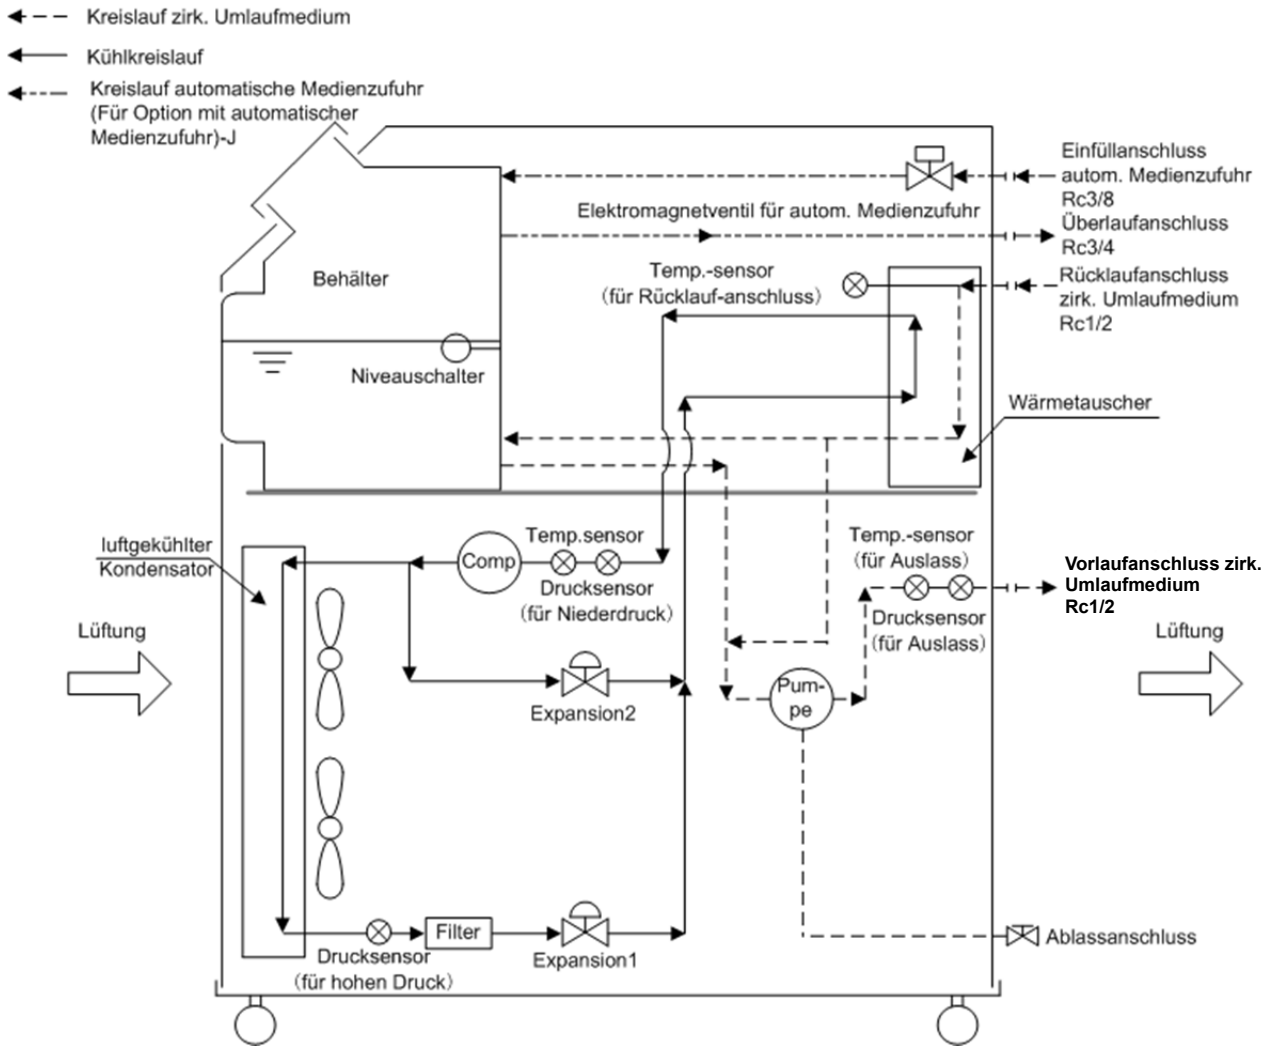 Kreislauf zirk. Umlaufmedium
Kühlkreislauf
Kreislauf automatische Medienzufuhr
(Für Option mit automatischer
Medienzufuhr)-J
Einfüllanschluss
autom. Medienzufuhr
Rc3/8
Elektromagnetventil für autom. Medienzufuhr
Überlaufanschluss
Rc3/4
Behälter
Temp.-sensor
(für Rücklauf-anschluss)
Rücklaufanschluss
zirk. Umlaufmedium
Rc1/2
Niveauschalter
Wärmetauscher
luftgekühlter
Kondensator
Comp
Temp.sensor
Drucksensor
(für Niederdruck)
Temp.-sensor
(für Auslass)
Drucksensor
(für Auslass)
Vorlaufanschluss zirk.
Umlaufmedium
Rc1/2
Lüftung
Lüftung
Expansion2
Pum-
pe
Filter
Drucksensor
(für hohen Druck)
Expansion1
Ablassanschluss